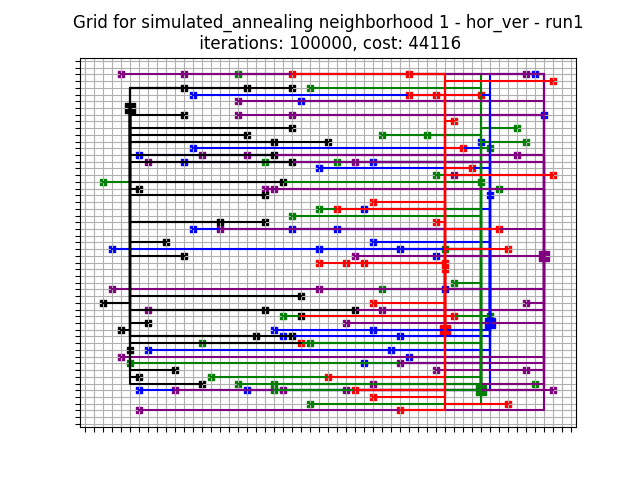 Grid for simulated_annealing neighborhood 1 - hor_ver - run1
iterations: 100000, cost: 44116